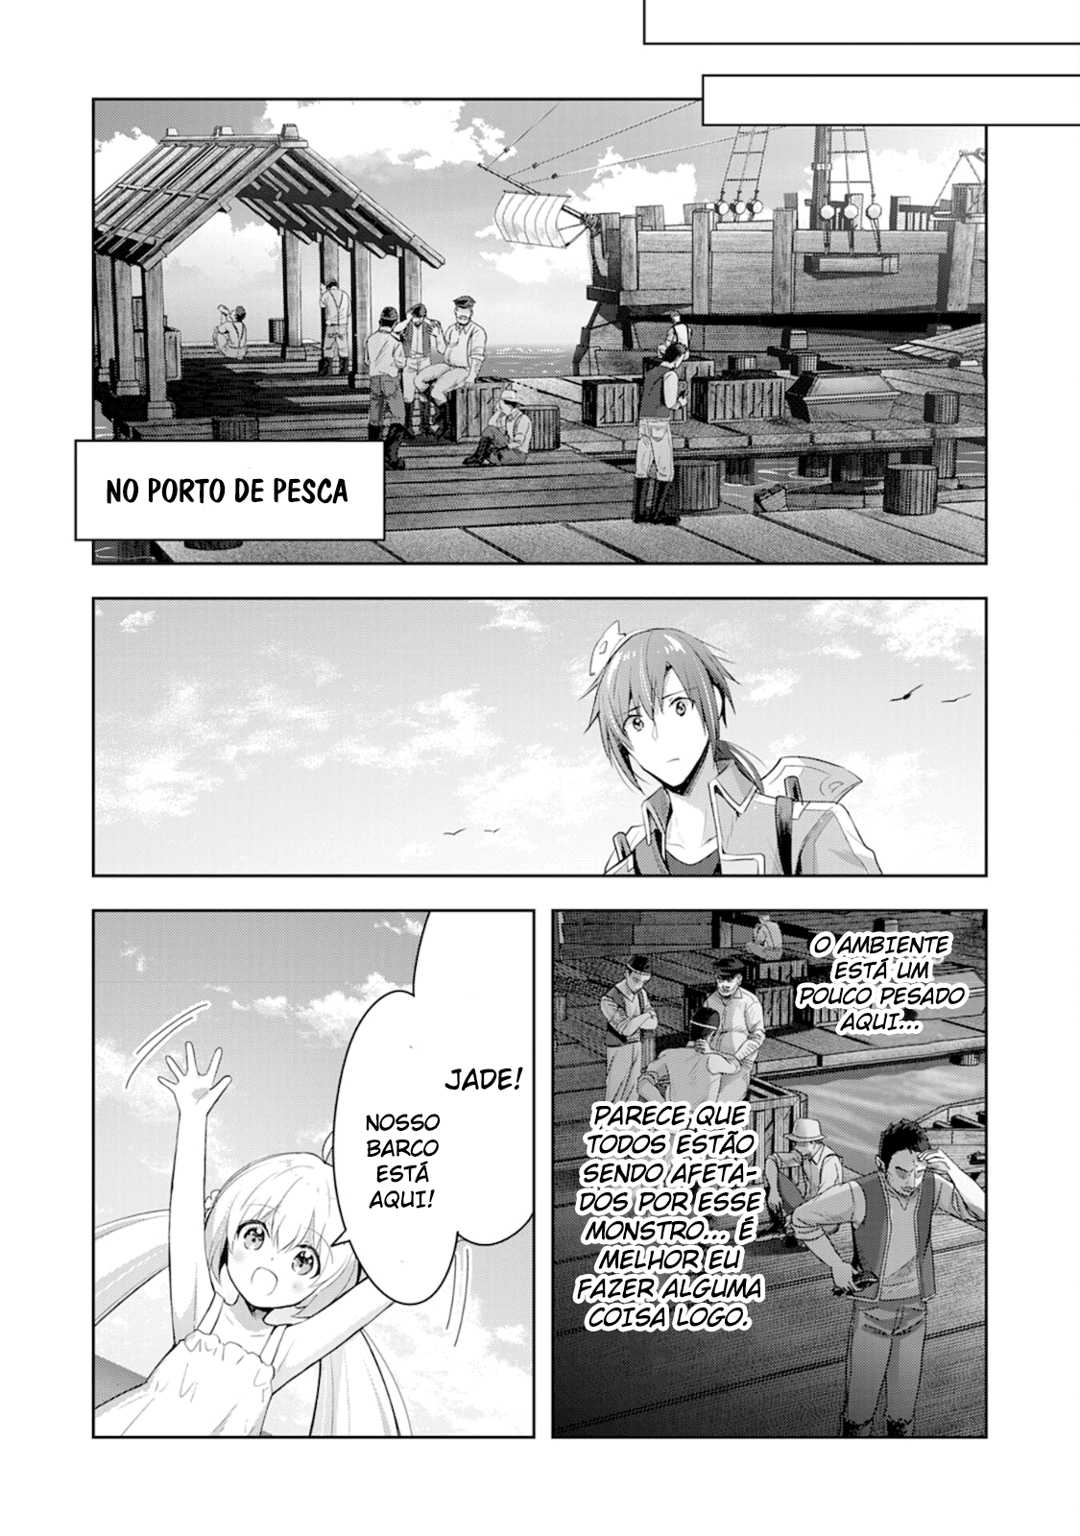 NO PORTO DE PESCA
O AMBIENTE
ESTÁ UM
POUCO PESADO
AQUI...
PARECE QUE
TODOS ESTÃO
SENDO AFETA-
DOS POR ESSE
MONSTRO... É
MELHOR EU
FAZER ALGUMA
COISA LOGO.
JADE!
NOSSO
BARCO
ESTÁ
AQUI!